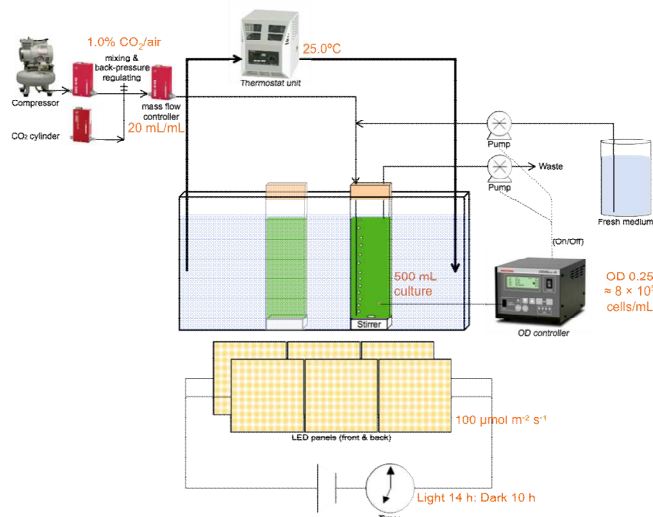 1.0% CO₂/air
mixing &
back-pressure
regulating
Compressor
mass flow
controller
CO₂ cylinder
20 mL/mL
25.0ºC
Thermostat unit
Pump
Waste
Pump
Fresh medium
(On/Off)
500 mL
culture
Stirrer
OD controller
OD 0.25
cells/mL
100 μmol m⁻² s⁻¹
LED panels (front & back)
Light 14 h: Dark 10 h